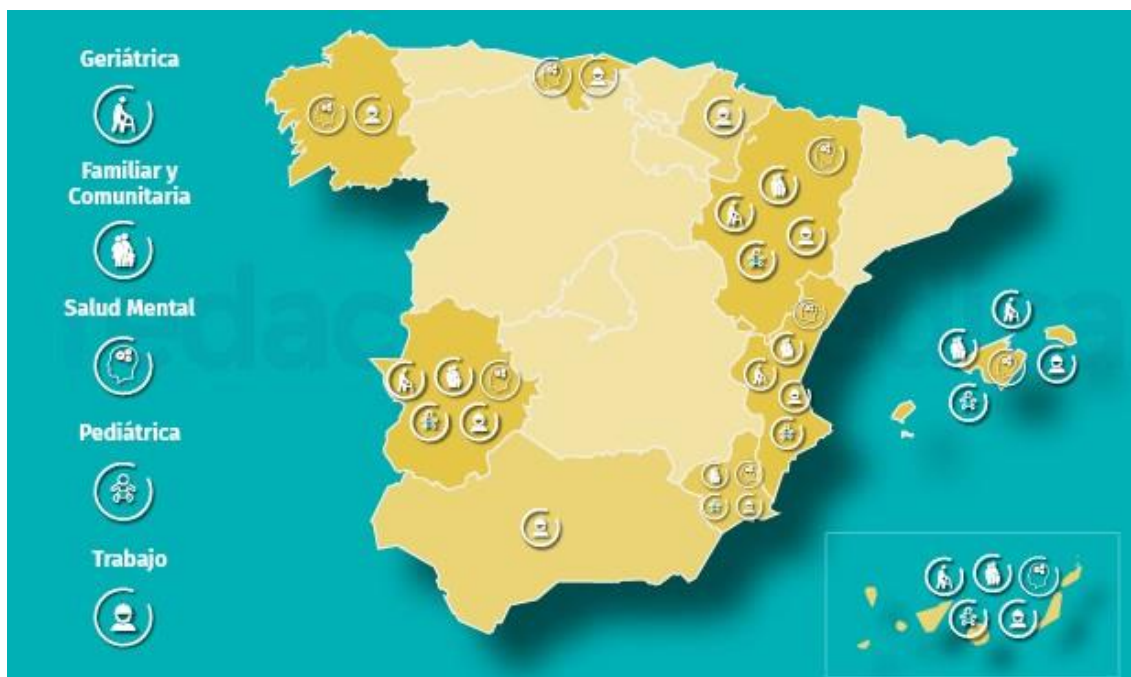 Geriátrica
Familiar y
Comunitaria
Salud Mental
Pediátrica
Trabajo